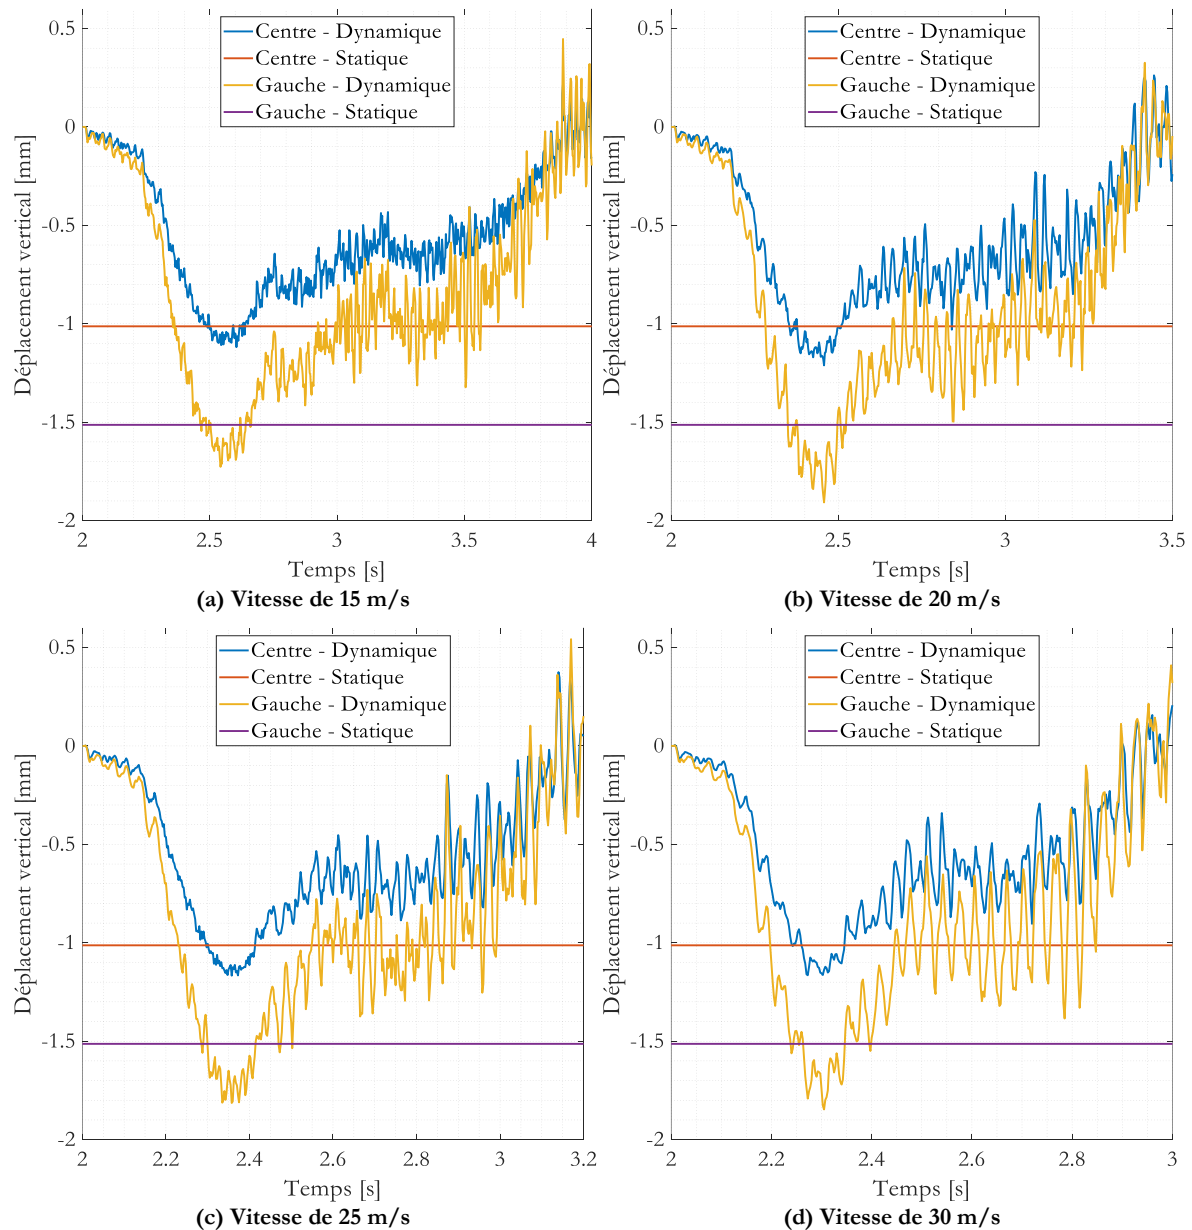 0.5
0
-0.5
-1
-1.5
-2
Déplacement vertical [mm]
Centre - Dynamique
Centre - Statique
Gauche - Dynamique
Gauche - Statique
2 2.5 3 3.5 4
Temps [s]
(a) Vitesse de 15 m/s
0.5
0
-0.5
-1
-1.5
-2
Déplacement vertical [mm]
Centre - Dynamique
Centre - Statique
Gauche - Dynamique
Gauche - Statique
2 2.5 3 3.5
Temps [s]
(b) Vitesse de 20 m/s
0.5
0
-0.5
-1
-1.5
-2
Déplacement vertical [mm]
Centre - Dynamique
Centre - Statique
Gauche - Dynamique
Gauche - Statique
2 2.2 2.4 2.6 2.8 3 3.2
Temps [s]
(c) Vitesse de 25 m/s
0.5
0
-0.5
-1
-1.5
-2
Déplacement vertical [mm]
Centre - Dynamique
Centre - Statique
Gauche - Dynamique
Gauche - Statique
2 2.2 2.4 2.6 2.8 3
Temps [s]
(d) Vitesse de 30 m/s